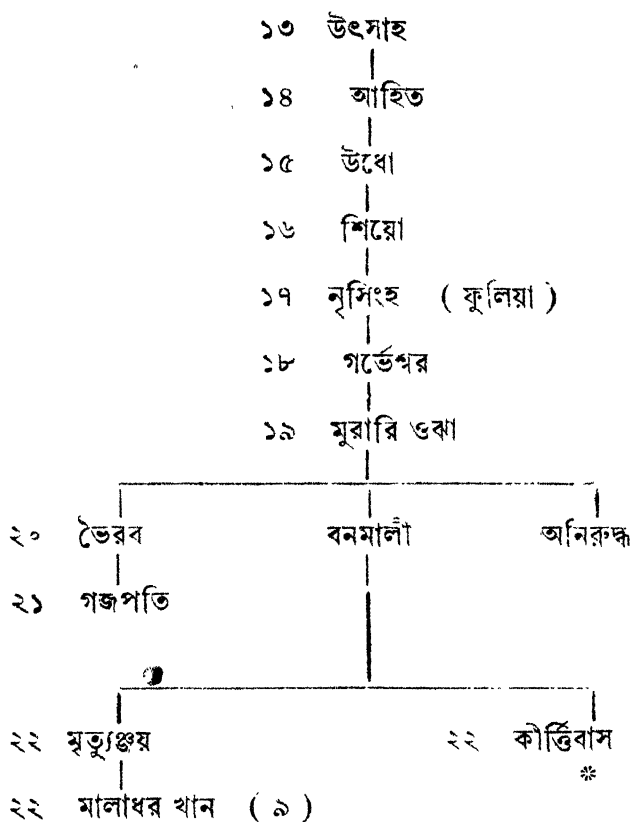 ১৩ উৎসাহ
১৪ আহিত
১৫ উধো
১৬ শিয়ো
১৭ নৃসিংহ ( ফুলিয়া )
১৮ গর্ভেশ্বর
১৯ মুরারি ওঝা
২০ ভৈরব বনমালী অনিরুদ্ধ
২১ গজপতি
২২ মৃত্যুঞ্জয় ২২ কীর্ত্তিবাস
*
২২ মালাধর খান ( ৯ )